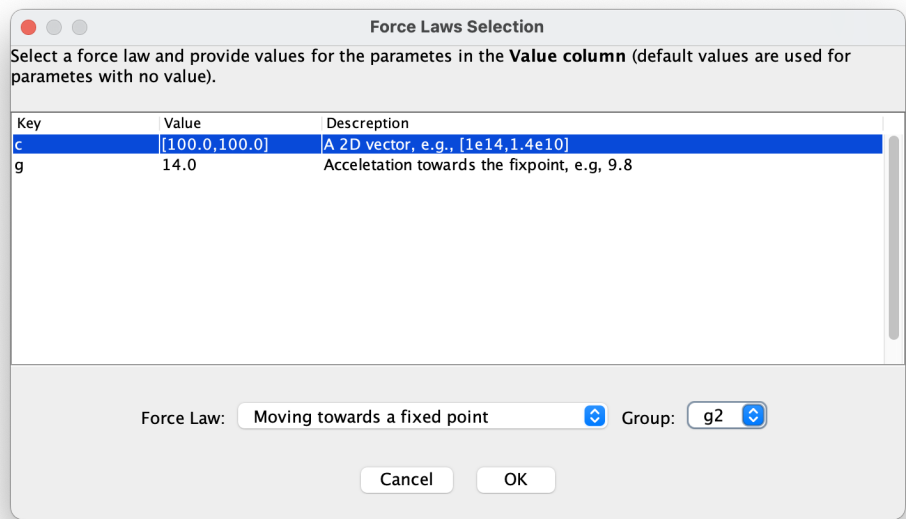 Force Laws Selection
Select a force law and provide values for the parametes in the Value column (default values are used for
parametes with no value).
Key Value Descreption
c [100.0,100.0] A 2D vector, e.g., [1e14,1.4e10]
g 14.0 Acceletation towards the fixpoint, e.g, 9.8
Force Law: Moving towards a fixed point Group: g2
Cancel OK